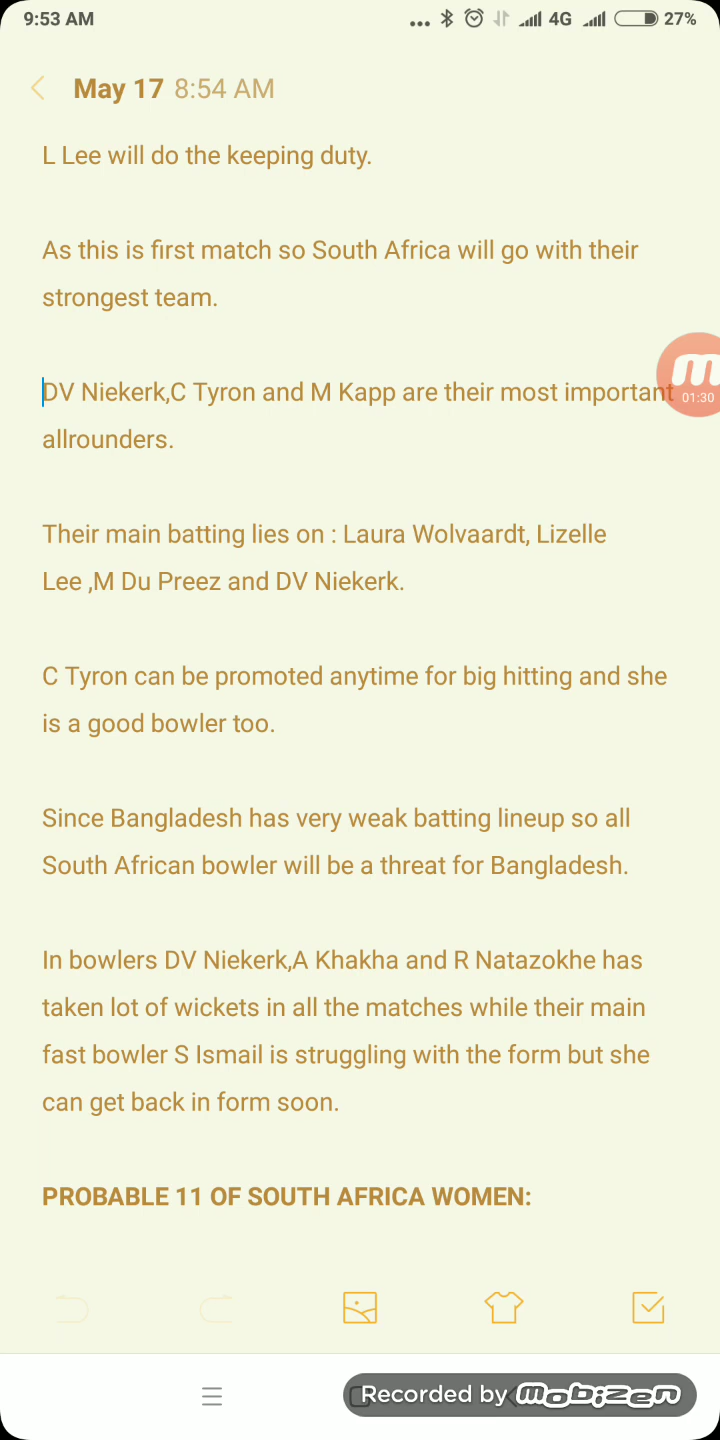 9:53 AM
... 4G 27%
May 17 8:54 AM
L Lee will do the keeping duty.
As this is first match so South Africa will go with their
strongest team.
DV Niekerk,C Tyron and M Kapp are their most important
01:30
allrounders.
Their main batting lies on : Laura Wolvaardt, Lizelle
Lee ,M Du Preez and DV Niekerk.
C Tyron can be promoted anytime for big hitting and she
is a good bowler too.
Since Bangladesh has very weak batting lineup so all
South African bowler will be a threat for Bangladesh.
In bowlers DV Niekerk,A Khakha and R Natazokhe has
taken lot of wickets in all the matches while their main
fast bowler S Ismail is struggling with the form but she
can get back in form soon.
PROBABLE 11 OF SOUTH AFRICA WOMEN:
Recorded by mobizen